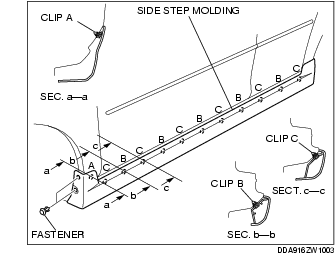 CLIP A
SIDE STEP MOLDING
SEC. a—a
C
B
C
B
C
B
C
B
C
c
b
A
a
CLIP C
a
b
c
CLIP B
SECT. c—c
FASTENER
SEC. b—b
DDA916ZW1003